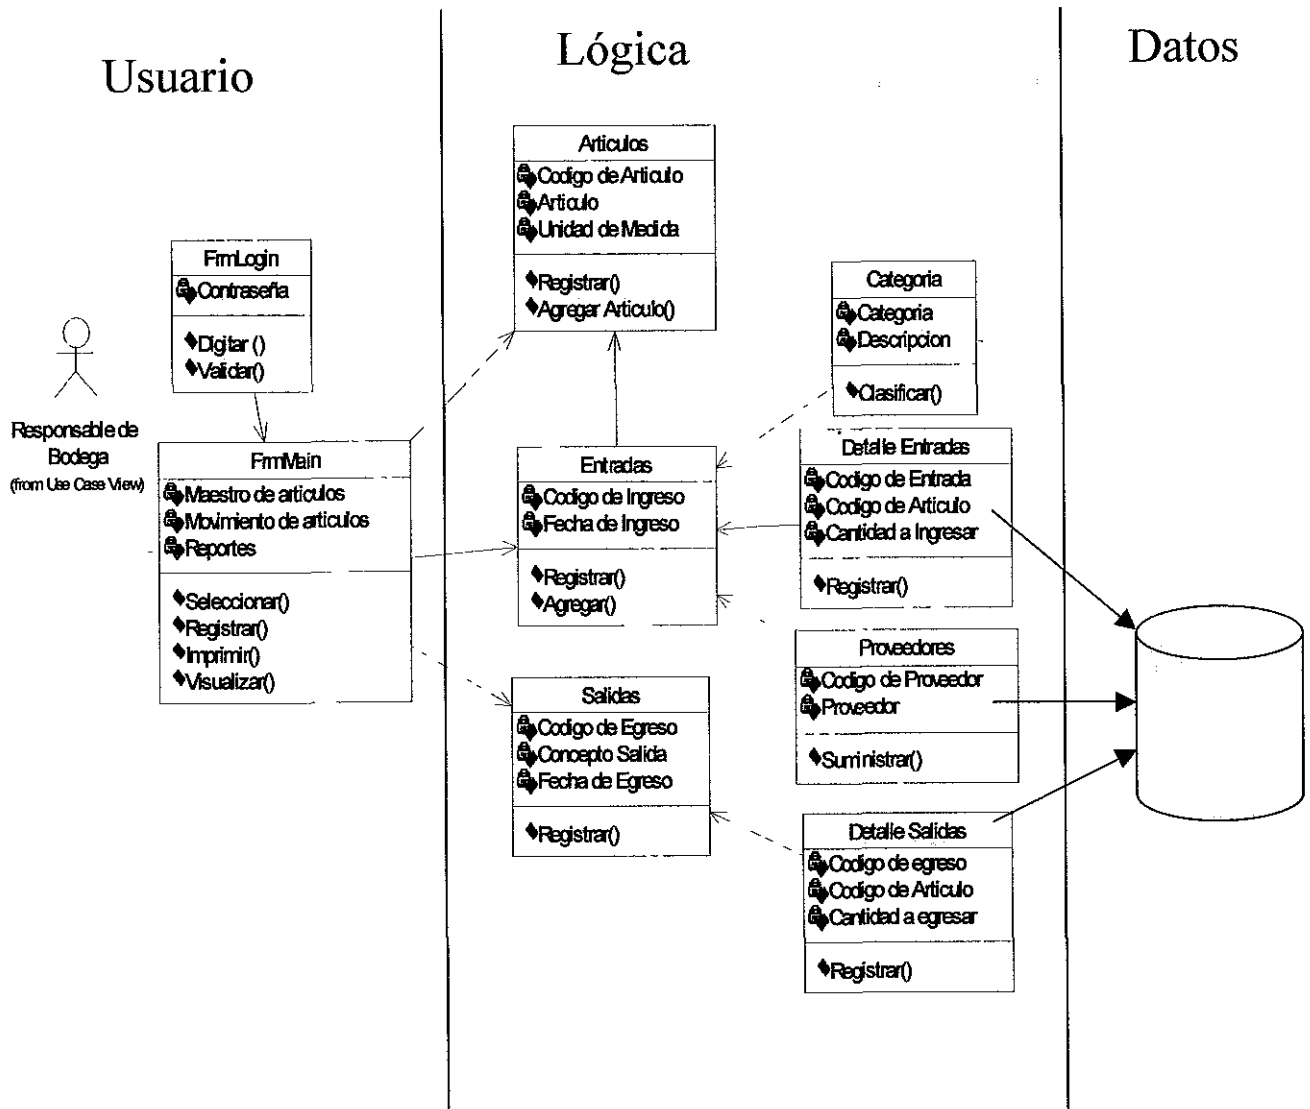 Usuario
Lógica
Datos
FrmLogin
Contraseña
Digitar ()
Validar()
Responsable de
Bodega
(from Use Case View)
FrmMain
Maestro de articulos
Movimiento de articulos
Reportes
Seleccionar()
Registrar()
Imprimir()
Visualizar()
Articulos
Codigo de Articulo
Articulo
Unidad de Medida
Registrar()
Agregar Articulo()
Entradas
Codigo de Ingreso
Fecha de Ingreso
Registrar()
Agregar()
Salidas
Codigo de Egreso
Concepto Salida
Fecha de Egreso
Registrar()
Categoria
Categoria
Descripcion
Clasificar()
Detalle Entradas
Codigo de Entrada
Codigo de Articulo
Cantidad a Ingresar
Registrar()
Proveedores
Codigo de Proveedor
Proveedor
Suministrar()
Detalle Salidas
Codigo de egreso
Codigo de Articulo
Cantidad a egresar
Registrar()